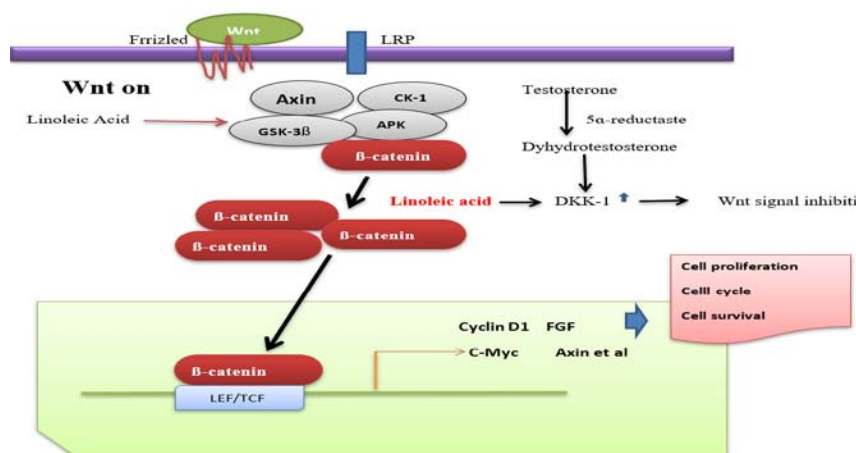 Wnt
Frrizled
LRP
Wnt on
Axin
CK-1
Testosterone
Linoleic Acid
GSK-3ß
APK
5α-reductaste
ß-catenin
Dyhydrotestosterone
Linoleic acid
DKK-1
Wnt signal inhibiti
ß-catenin
ß-catenin
ß-catenin
Cell proliferation
Celll cycle
Cell survival
Cyclin D1 FGF
C-Myc Axin et al
ß-catenin
LEF/TCF